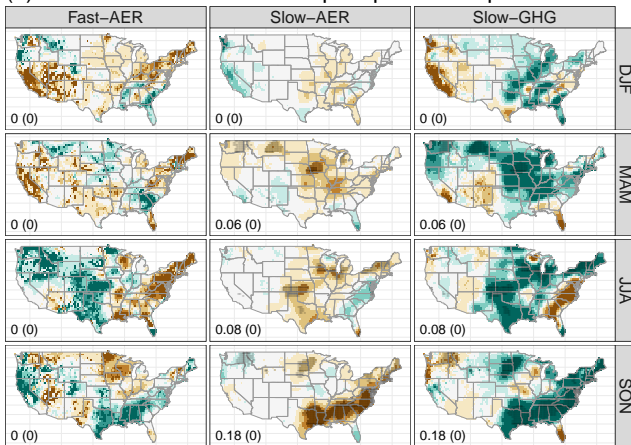 Fast–AER Slow–AER Slow–GHG
0 (0) 0 (0) 0 (0) DJF
0 (0) 0.06 (0) 0.06 (0) MAM
0 (0) 0.08 (0) 0.08 (0) JJA
0 (0) 0.18 (0) 0.18 (0) SON